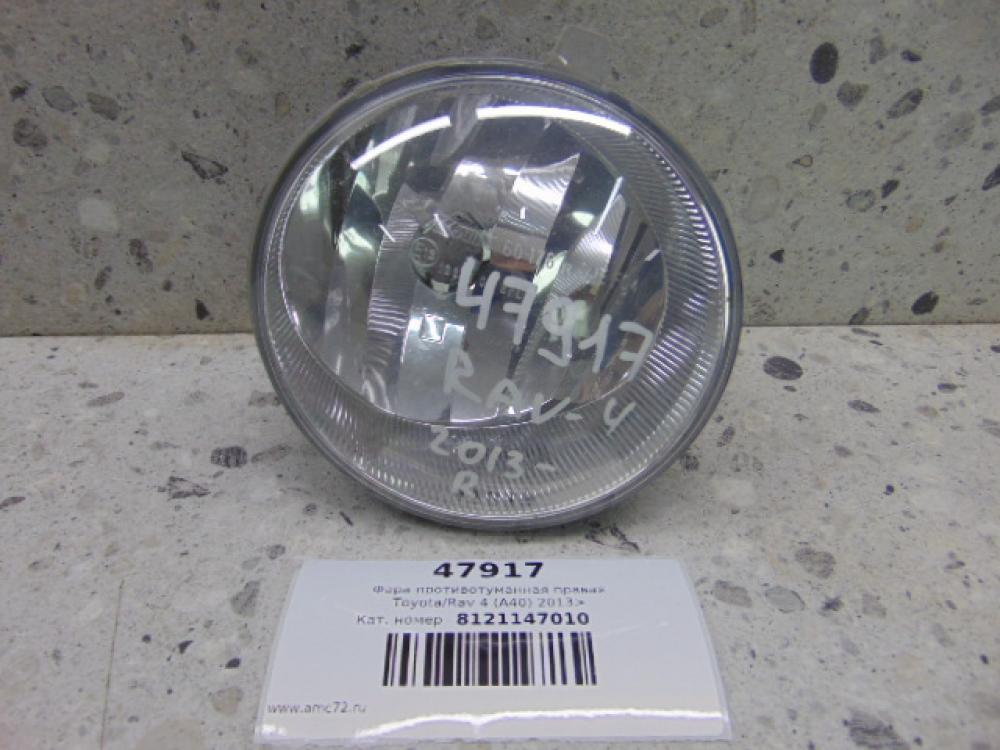 47917
RAV-4
2013-
R
47917
Фара противотуманная правая
Toyota/Rav 4 (A40) 2013>
Кат. номер 8121147010
www.amc72.ru